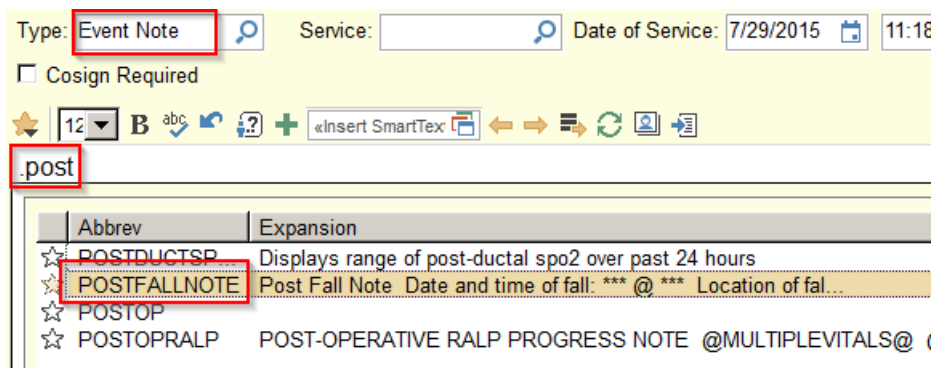 Type: Event Note Service: Date of Service: 7/29/2015 11:18
Cosign Required
12 B abc «Insert SmartTex
.post
Abbrev Expansion
POSTDUCTSP... Displays range of post-ductal spo2 over past 24 hours
POSTFALLNOTE Post Fall Note Date and time of fall: *** @ *** Location of fal...
POSTOP
POSTOPRALP POST-OPERATIVE RALP PROGRESS NOTE @MULTIPLEVITALS@